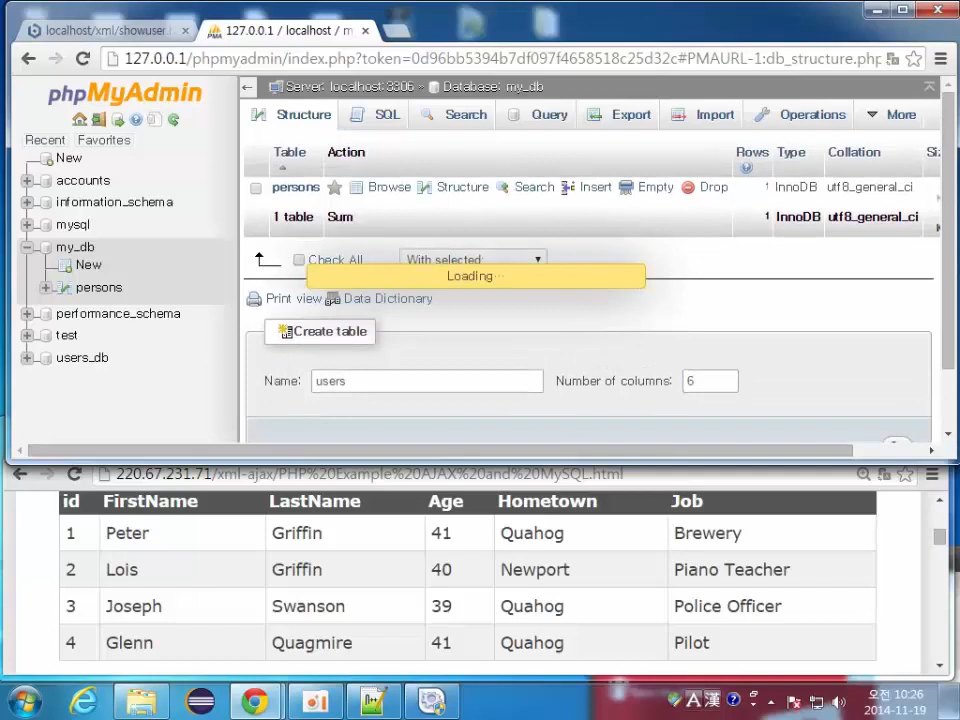 localhost/xml/showuser. × 127.0.0.1 / localhost / m ×
127.0.0.1/phpmyadmin/index.php?token=0d96bb5394b7df097f4658518c25d32c#PMAURL-1:db_structure.php
phpMyAdmin
Recent Favorites
New
accounts
information_schema
mysql
my_db
New
persons
performance_schema
test
users_db
Server: localhost:3306 » Database: my_db
Structure SQL Search Query Export Import Operations More
Table Action Rows Type Collation Si
persons Browse Structure Search Insert Empty Drop 1 InnoDB utf8_general_ci
1 table Sum 1 InnoDB utf8_general_ci
Check All With selected:
Loading…
Print view Data Dictionary
Create table
Name: users Number of columns: 6
220.67.231.71/xml-ajax/PHP%20Example%20AJAX%20and%20MySQL.html
id FirstName LastName Age Hometown Job
1 Peter Griffin 41 Quahog Brewery
2 Lois Griffin 40 Newport Piano Teacher
3 Joseph Swanson 39 Quahog Police Officer
4 Glenn Quagmire 41 Quahog Pilot
A 漢 오전 10:26
2014-11-19